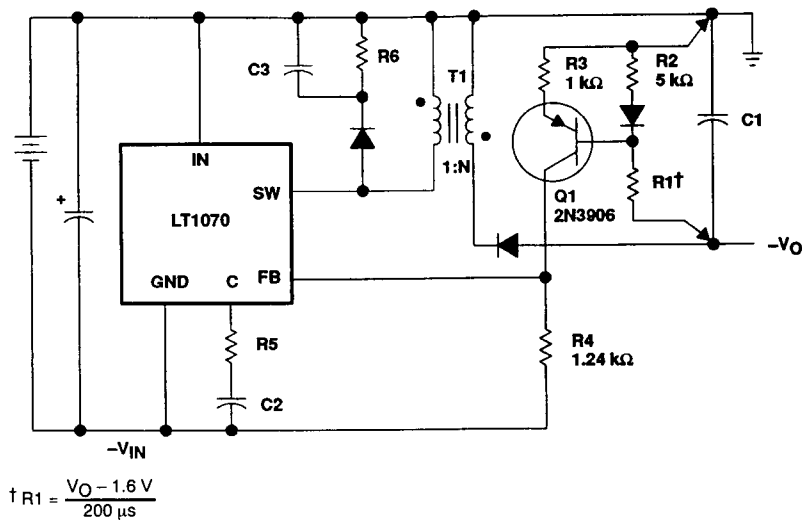 C3
R6
T1
R3
1 kΩ
R2
5 kΩ
C1
IN
SW
1:N
Q1
2N3906
R1†
+
LT1070
GND
C
FB
–VO
R5
R4
1.24 kΩ
C2
–VIN
† R1 = VO – 1.6 V
200 µs